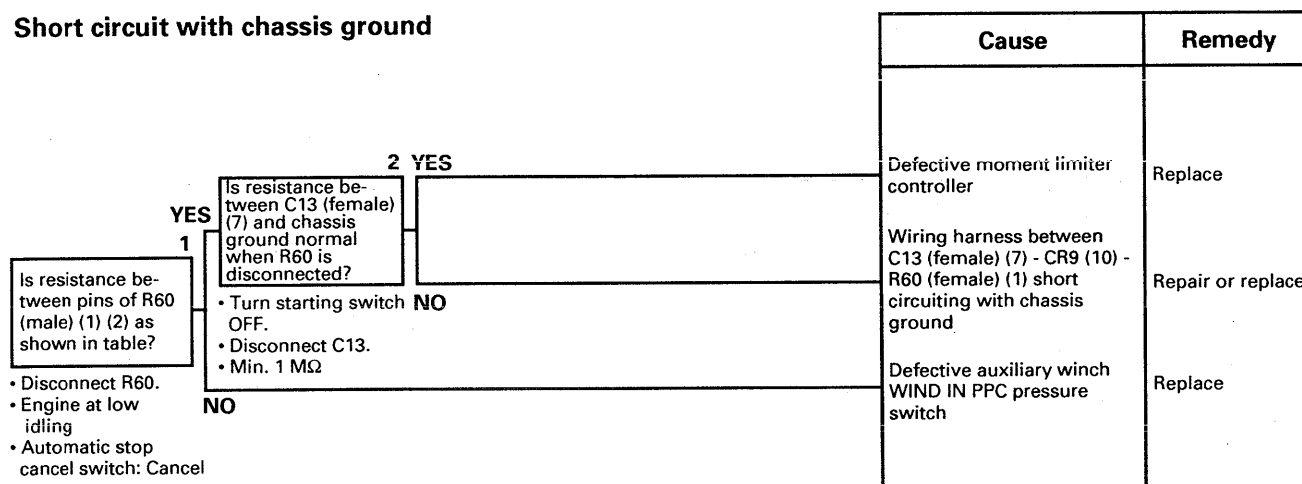 Short circuit with chassis ground
Cause
Remedy
2 YES
Is resistance be-
tween C13 (female)
(7) and chassis
ground normal
when R60 is
disconnected?
YES
1
Is resistance be-
tween pins of R60
(male) (1) (2) as
shown in table?
• Turn starting switch
OFF.
• Disconnect C13.
• Min. 1 MΩ
NO
• Disconnect R60.
• Engine at low
idling
• Automatic stop
cancel switch: Cancel
NO
Defective moment limiter
controller
Replace
Wiring harness between
C13 (female) (7) - CR9 (10) -
R60 (female) (1) short
circuiting with chassis
ground
Repair or replace
Defective auxiliary winch
WIND IN PPC pressure
switch
Replace